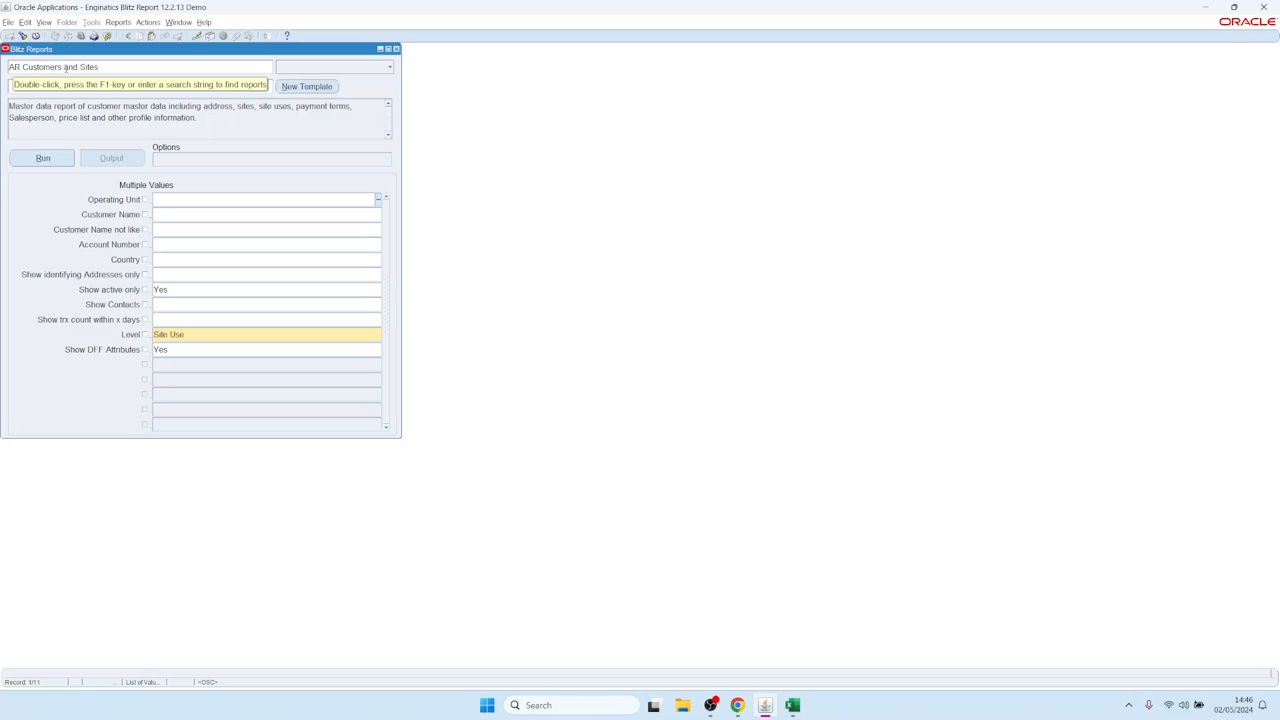 Oracle Applications - Enginatics Blitz Report 12.2.13 Demo
File Edit View Folder Tools Reports Actions Window Help
ORACLE
Blitz Reports
AR Customers and Sites
Double-click, press the F1-key or enter a search string to find reports
New Template
Master data report of customer master data including address, sites, site uses, payment terms,
Salesperson, price list and other profile information.
Options
Run Output
Multiple Values
Operating Unit
Customer Name
Customer Name not like
Account Number
Country
Show identifying Addresses only
Show active only Yes
Show Contacts
Show trx count within x days
Level Site Use
Show DFF Attributes Yes
Record: 1/11 ... List of Valu... <OSC>
Search
14:46
02/05/2024